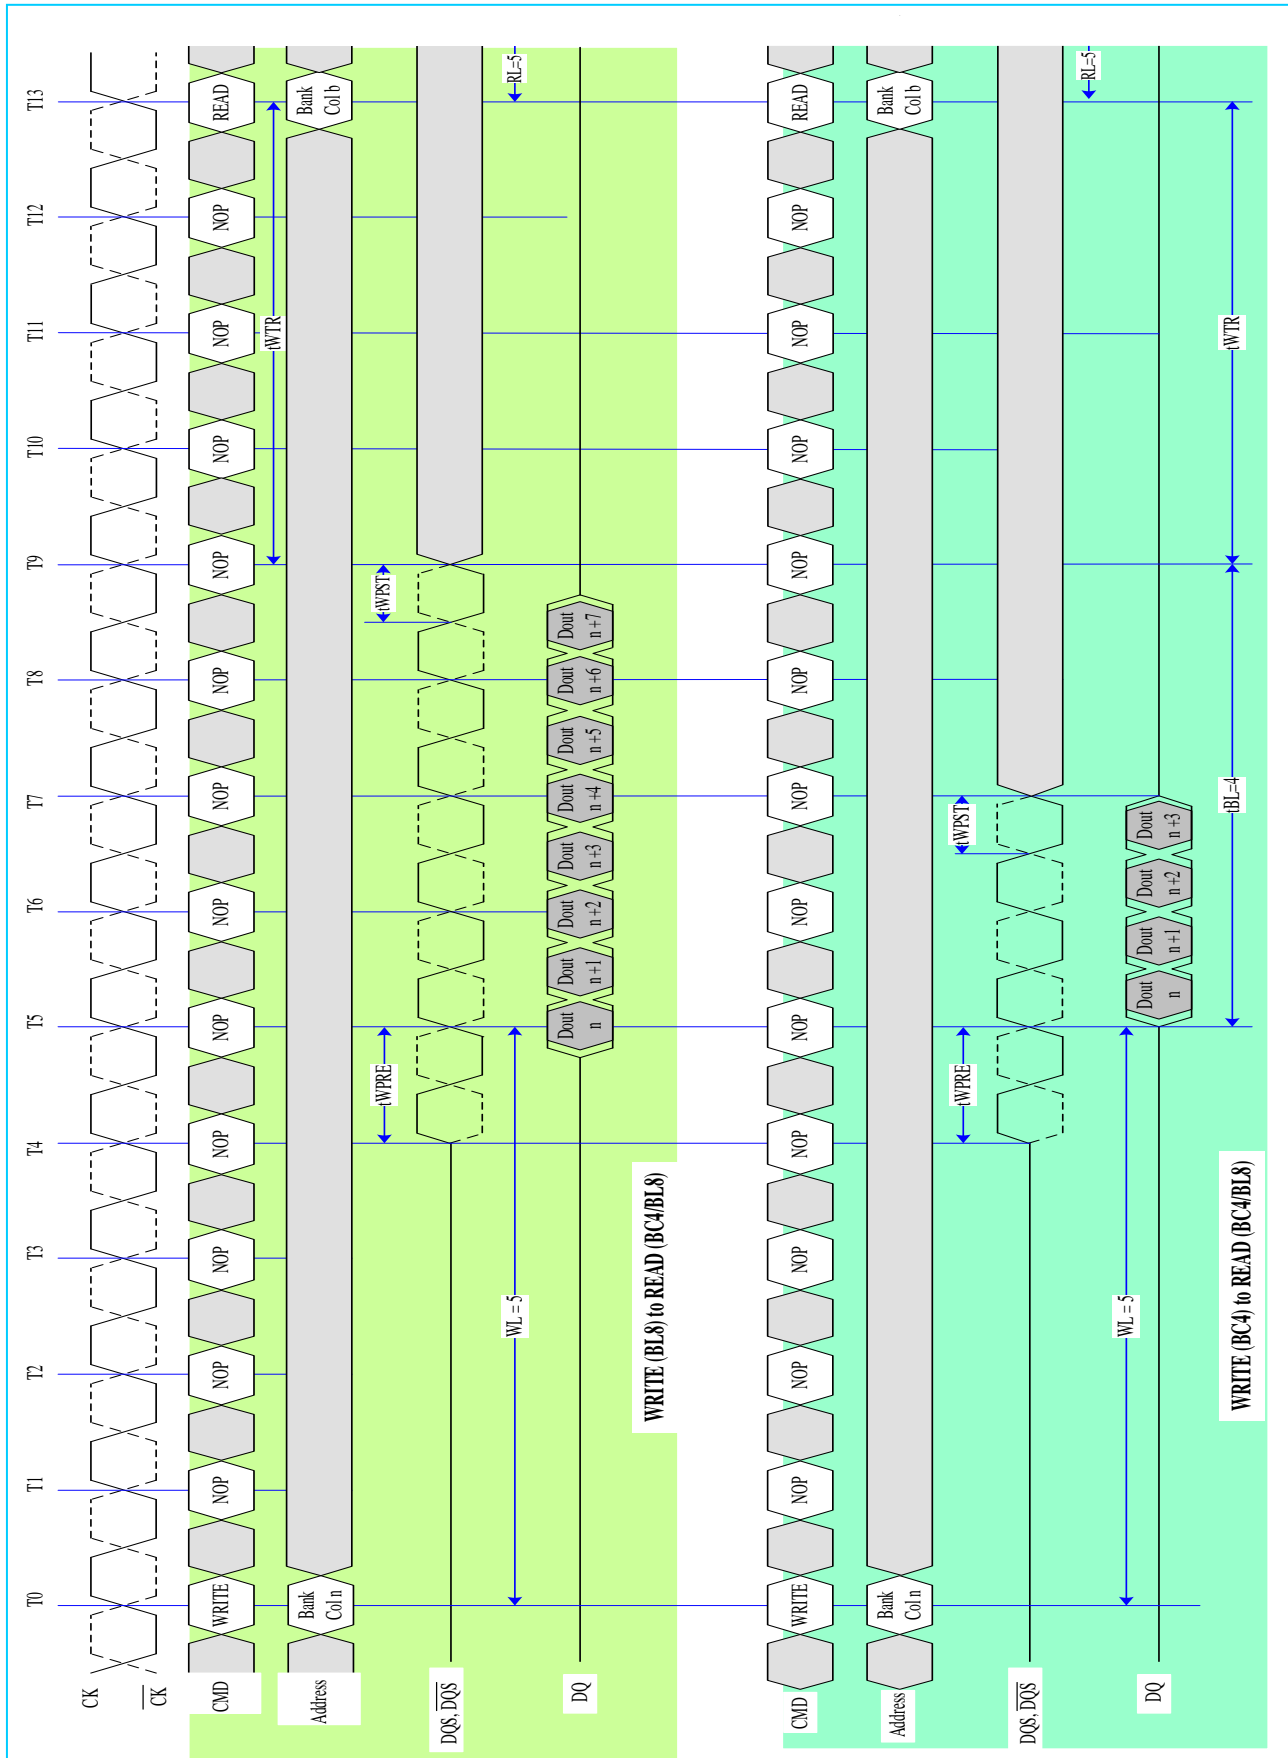 T0 T1 T2 T3 T4 T5 T6 T7 T8 T9 T10 T11 T12 T13
CK
CK
CMD WRITE NOP NOP NOP NOP NOP NOP NOP NOP NOP NOP NOP NOP READ
tWTR
Address Bank Bank
Col n Col b
tWPRE tWPST
DQS, DQS
WL = 5 RL=5
DQ Dout Dout Dout Dout Dout Dout Dout Dout
n n+1 n+2 n+3 n+4 n+5 n+6 n+7
WRITE (BL8) to READ (BC4/BL8)
CMD WRITE NOP NOP NOP NOP NOP NOP NOP NOP NOP NOP NOP NOP READ
Address Bank Bank
Col n Col b
tWPRE tWPST
DQS, DQS
RL=5
WL = 5
DQ Dout Dout Dout Dout
n n+1 n+2 n+3
tBL=4 tWTR
WRITE (BC4) to READ (BC4/BL8)